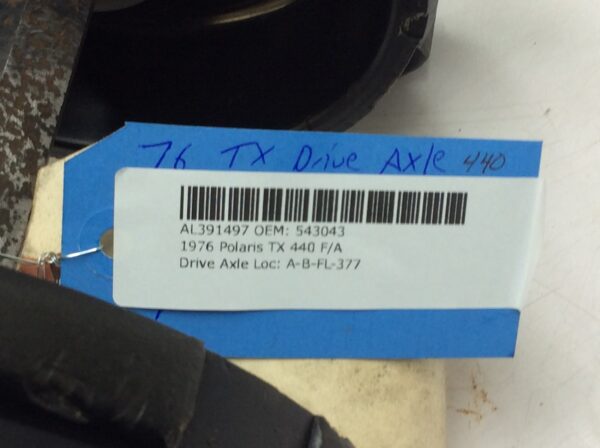 76 TX Drive Axle 440
AL391497 OEM: 543043
1976 Polaris TX 440 F/A
Drive Axle Loc: A-B-FL-377